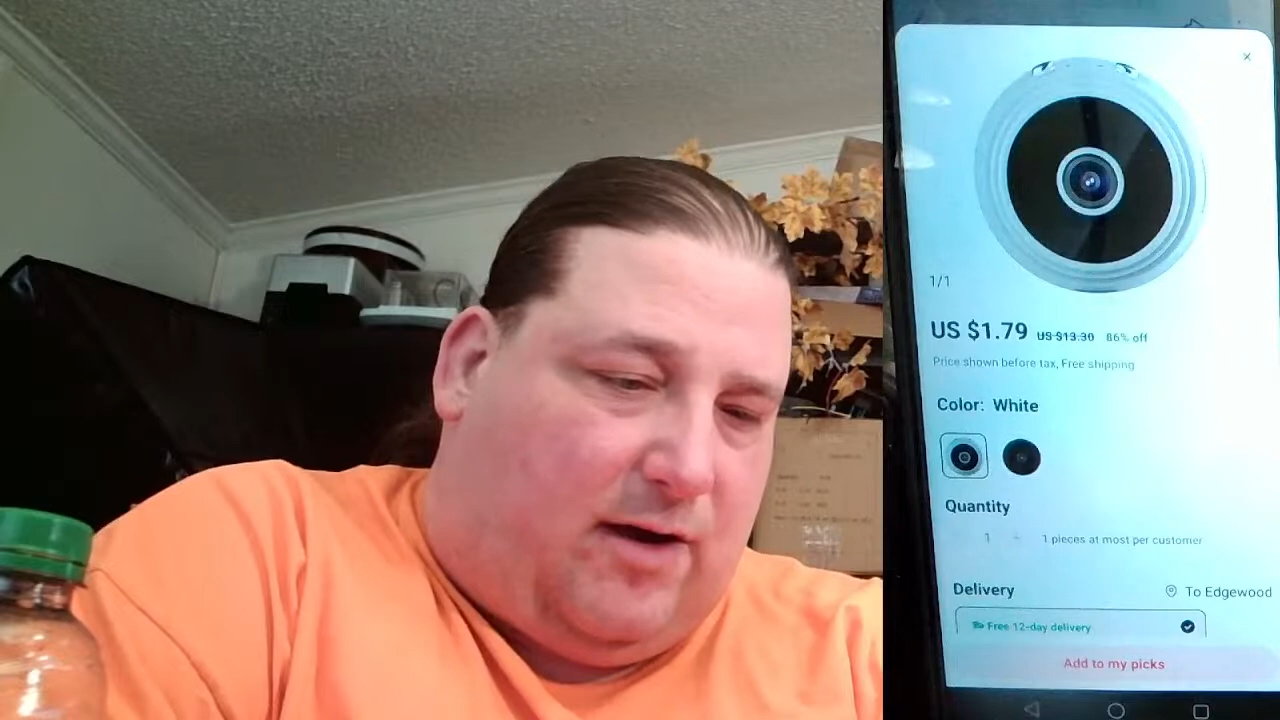 1/1
US $1.79 US $13.30 86% off
Price shown before tax, Free shipping
Color: White
Quantity
1 + 1 pieces at most per customer
Delivery To Edgewood
Free 12-day delivery
Add to my picks